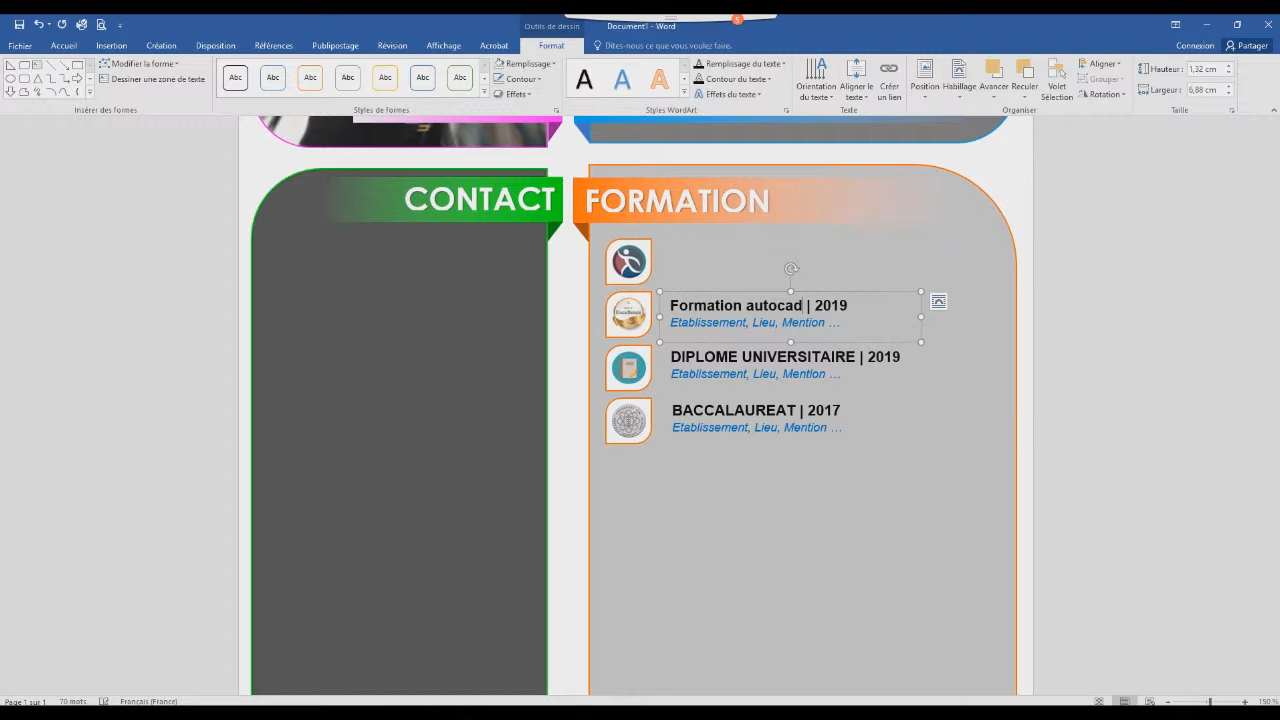 Outils de dessin
Document1 - Word
5
Fichier
Accueil
Insertion
Création
Disposition
Références
Publipostage
Révision
Affichage
Acrobat
Format
Dites-nous ce que vous voulez faire.
Connexion
Partager
Modifier la forme
Dessiner une zone de texte
Insérer des formes
Abc
Abc
Abc
Abc
Abc
Abc
Abc
Remplissage
Contour
Effets
Styles de formes
A
A
A
Remplissage du texte
Contour du texte
Effets du texte
Styles WordArt
Orientation du texte
Aligner le texte
Créer un lien
Texte
Position
Habillage
Avancer
Reculer
Volet Sélection
Aligner
Grouper
Rotation
Organiser
Hauteur: 1,32 cm
Largeur: 6,88 cm
Taille
CONTACT
FORMATION
Excellence
Formation autocad | 2019
Etablissement, Lieu, Mention …
DIPLOME UNIVERSITAIRE | 2019
Etablissement, Lieu, Mention …
BACCALAUREAT | 2017
Etablissement, Lieu, Mention …
Page 1 sur 1
70 mots
Français (France)
150 %